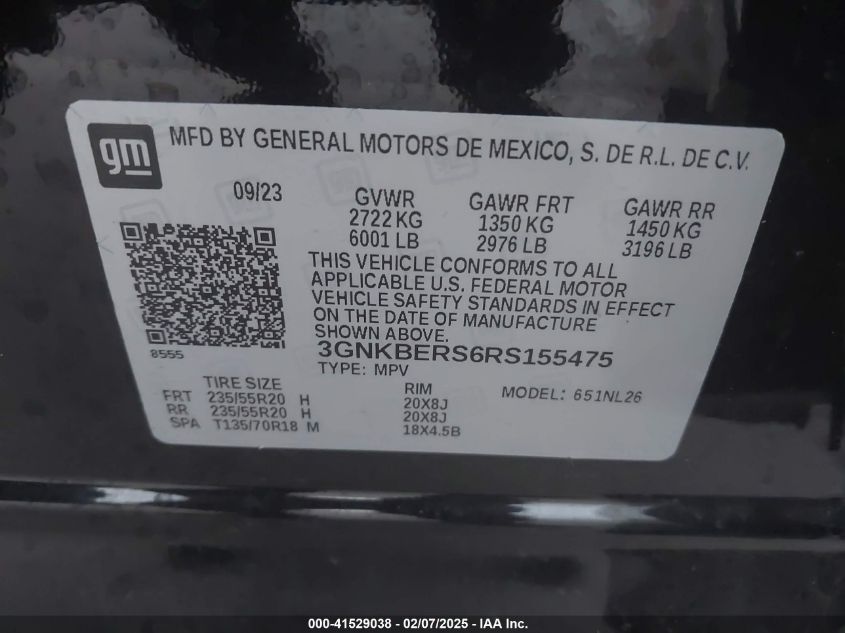 gm
MFD BY GENERAL MOTORS DE MEXICO, S. DE R.L. DE C.V.
09/23
GVWR
2722 KG
6001 LB
GAWR FRT
1350 KG
2976 LB
GAWR RR
1450 KG
3196 LB
THIS VEHICLE CONFORMS TO ALL
APPLICABLE U.S. FEDERAL MOTOR
VEHICLE SAFETY STANDARDS IN EFFECT
ON THE DATE OF MANUFACTURE
SHOWN ABOVE.
8555
3GNKBERS6RS155475
TYPE: MPV
TIRE SIZE RIM MODEL: 651NL26
FRT 235/55R20 H 20X8J
RR 235/55R20 H 20X8J
SPA T135/70R18 M 18X4.5B
000-41529038 - 02/07/2025 - IAA Inc.